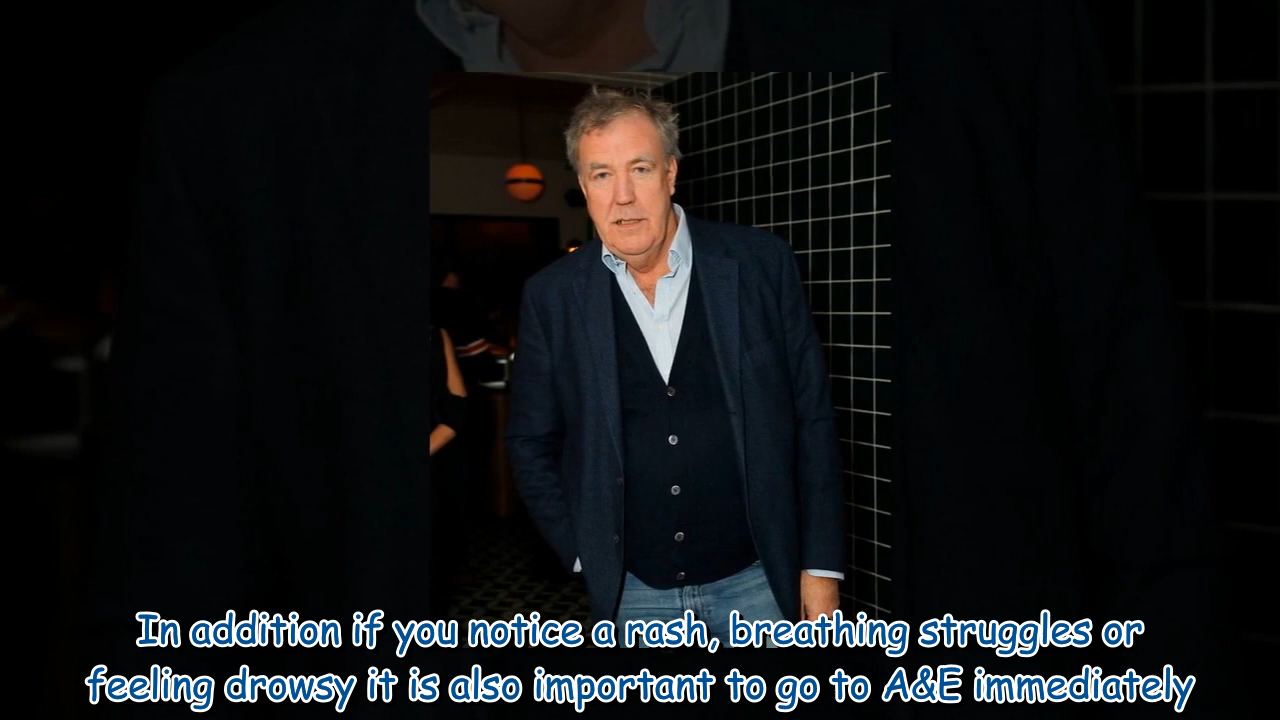 In addition if you notice a rash, breathing struggles or
feeling drowsy it is also important to go to A&E immediately